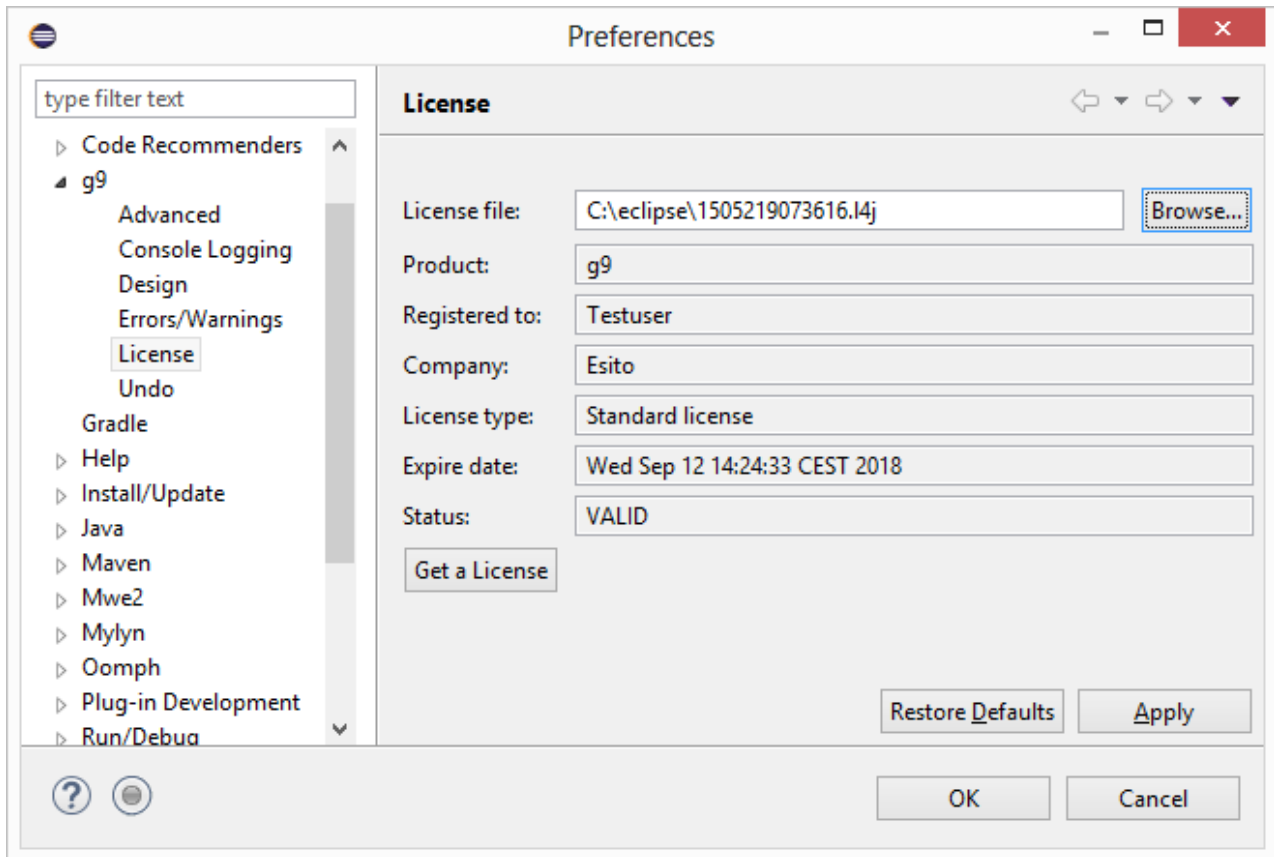 Preferences
type filter text
Code Recommenders
g9
Advanced
Console Logging
Design
Errors/Warnings
License
Undo
Gradle
Help
Install/Update
Java
Maven
Mwe2
Mylyn
Oomph
Plug-in Development
Run/Debug
License
License file: C:\eclipse\1505219073616.l4j Browse...
Product: g9
Registered to: Testuser
Company: Esito
License type: Standard license
Expire date: Wed Sep 12 14:24:33 CEST 2018
Status: VALID
Get a License
Restore Defaults Apply
OK Cancel